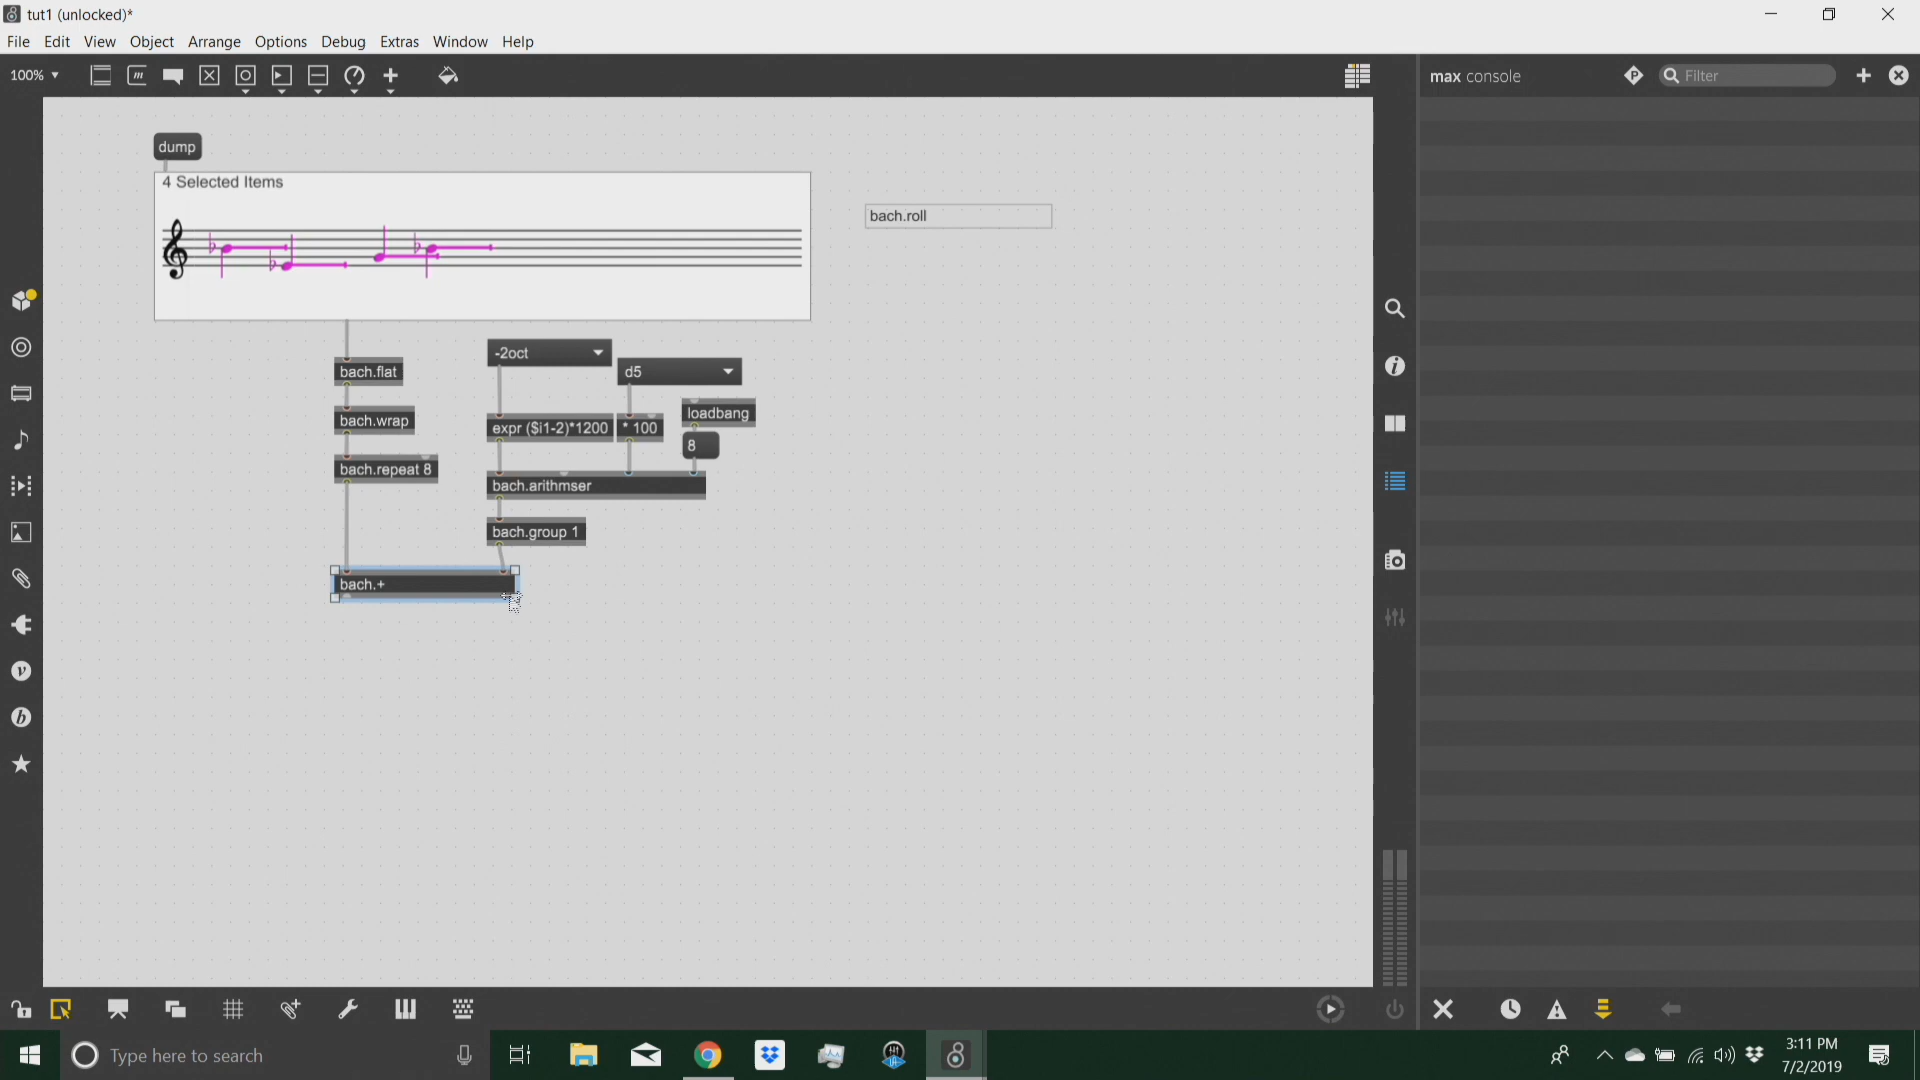 tut1 (unlocked)*
File Edit View Object Arrange Options Debug Extras Window Help
100%
max console
Filter
dump
4 Selected Items
bach.roll
-2oct
d5
bach.flat
loadbang
bach.wrap
expr ($i1-2)*1200
* 100
8
bach.repeat 8
bach.arithmser
bach.group 1
bach.+
Type here to search
3:11 PM
7/2/2019